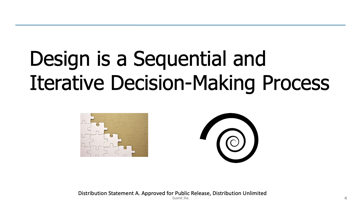 Design is a Sequential and
Iterative Decision-Making Process
Distribution Statement A. Approved for Public Release, Distribution Unlimited